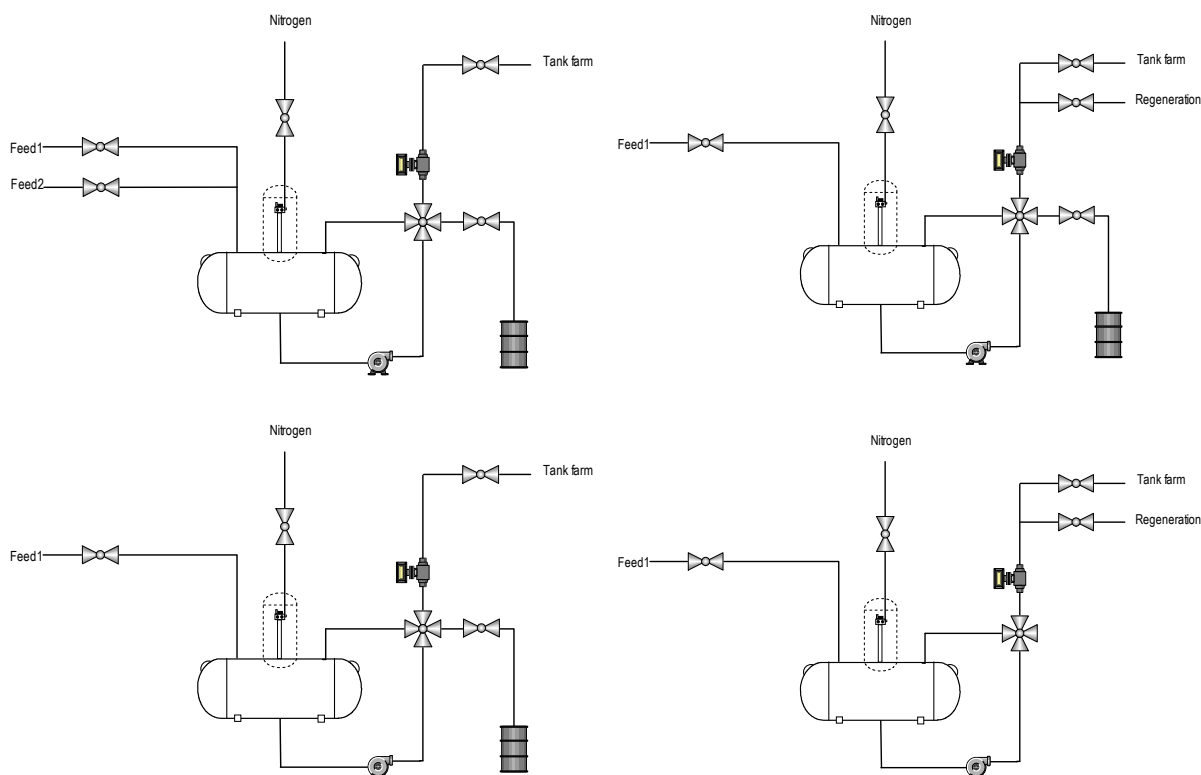 Nitrogen
Tank farm
Feed1
Feed2
Nitrogen
Tank farm
Regeneration
Feed1
Nitrogen
Tank farm
Feed1
Nitrogen
Tank farm
Regeneration
Feed1